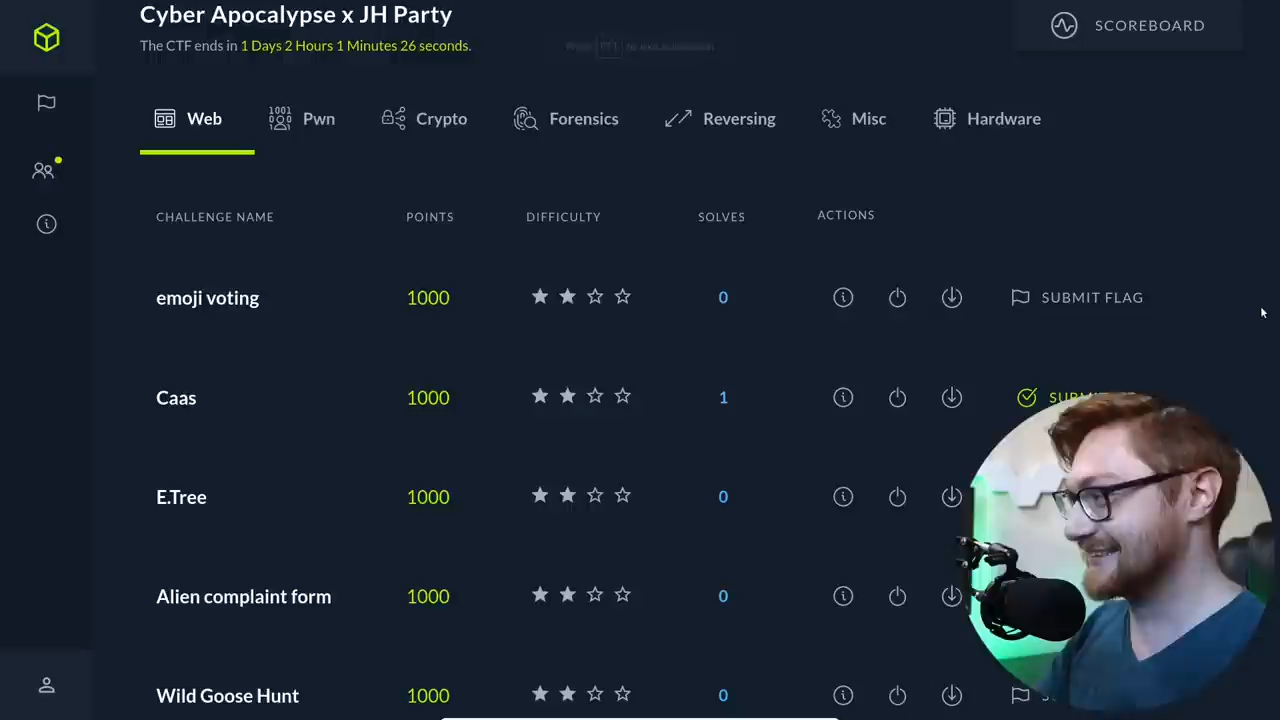 Cyber Apocalypse x JH Party
SCOREBOARD
The CTF ends in 1 Days 2 Hours 1 Minutes 26 seconds.
Web Pwn Crypto Forensics Reversing Misc Hardware
CHALLENGE NAME POINTS DIFFICULTY SOLVES ACTIONS
emoji voting 1000 0 SUBMIT FLAG
Caas 1000 1
E.Tree 1000 0
Alien complaint form 1000 0
Wild Goose Hunt 1000 0